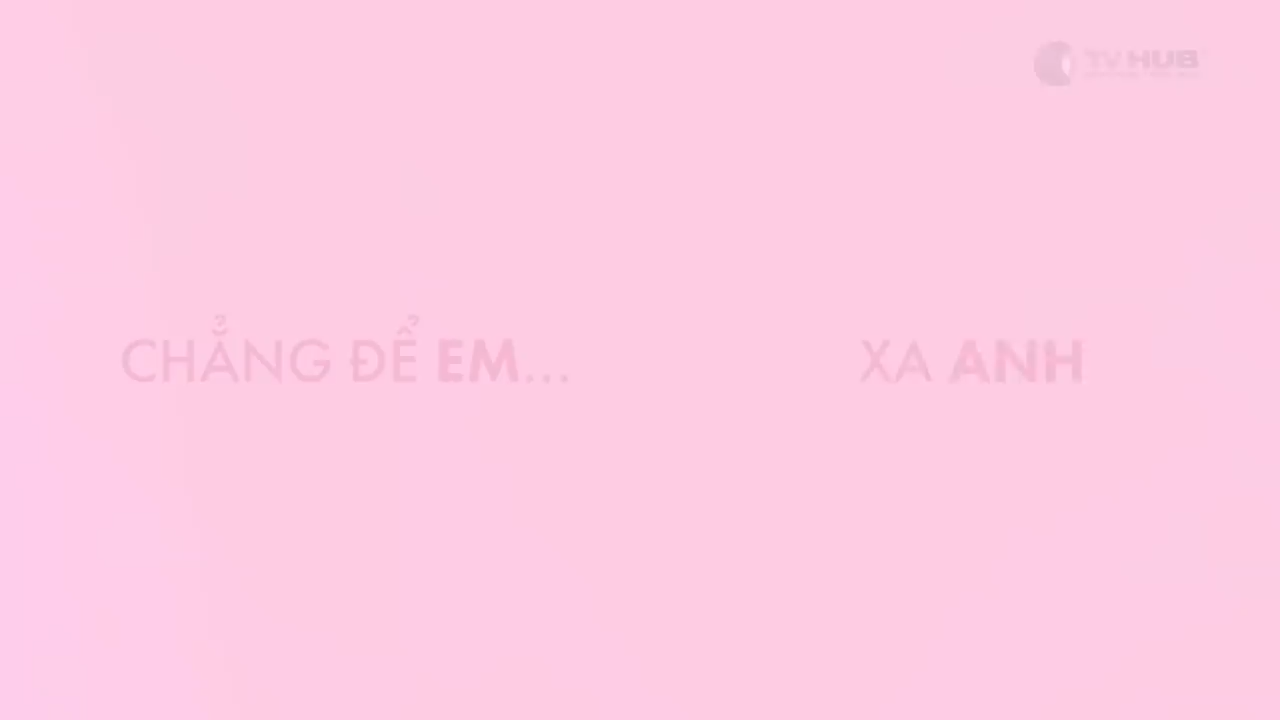 TV HUB
CHẲNG ĐỂ EM... XA ANH